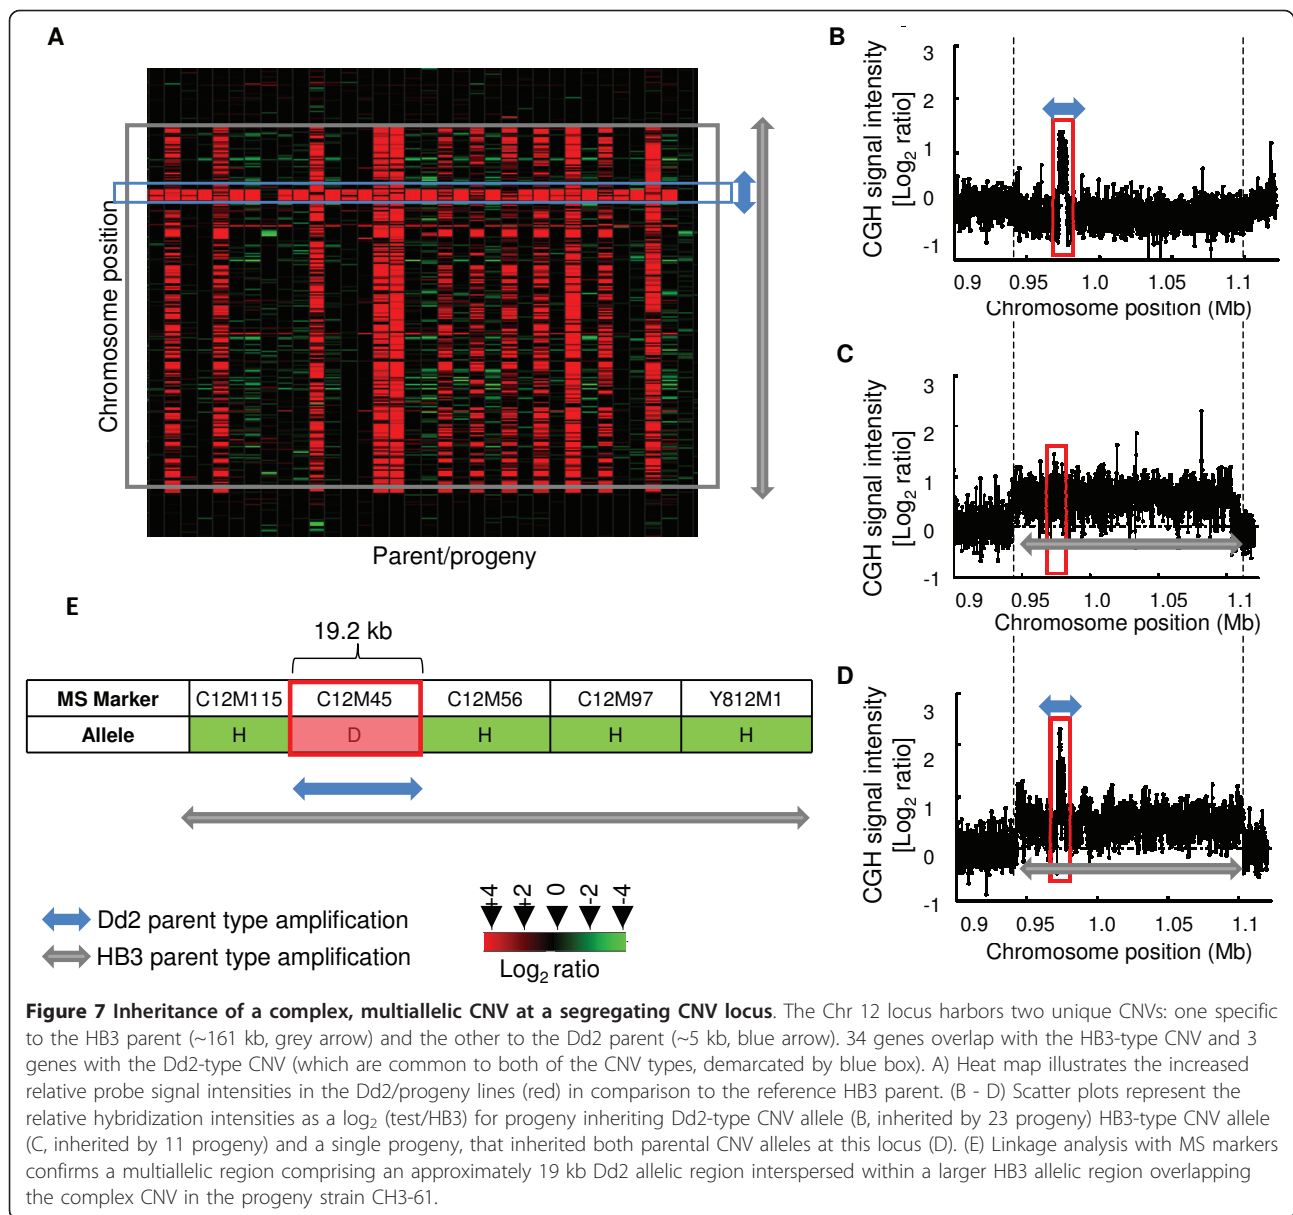 A
Chromosome position
Parent/progeny
B
CGH signal intensity
[Log2 ratio]
3
2
1
0
-1
0.9 0.95 1.0 1.05 1.1
Chromosome position (Mb)
C
CGH signal intensity
[Log2 ratio]
3
2
1
0
-1
0.9 0.95 1.0 1.05 1.1
Chromosome position (Mb)
D
CGH signal intensity
[Log2 ratio]
3
2
1
0
-1
0.9 0.95 1.0 1.05 1.1
Chromosome position (Mb)
E
19.2 kb
MS Marker C12M115 C12M45 C12M56 C12M97 Y812M1
Allele H D H H H
Dd2 parent type amplification
HB3 parent type amplification
+4 +2 0 -2 -4
Log2 ratio
Figure 7 Inheritance of a complex, multiallelic CNV at a segregating CNV locus. The Chr 12 locus harbors two unique CNVs: one specific
to the HB3 parent (~161 kb, grey arrow) and the other to the Dd2 parent (~5 kb, blue arrow). 34 genes overlap with the HB3-type CNV and 3
genes with the Dd2-type CNV (which are common to both of the CNV types, demarcated by blue box). A) Heat map illustrates the increased
relative probe signal intensities in the Dd2/progeny lines (red) in comparison to the reference HB3 parent. (B - D) Scatter plots represent the
relative hybridization intensities as a log2 (test/HB3) for progeny inheriting Dd2-type CNV allele (B, inherited by 23 progeny) HB3-type CNV allele
(C, inherited by 11 progeny) and a single progeny, that inherited both parental CNV alleles at this locus (D). (E) Linkage analysis with MS markers
confirms a multiallelic region comprising an approximately 19 kb Dd2 allelic region interspersed within a larger HB3 allelic region overlapping
the complex CNV in the progeny strain CH3-61.